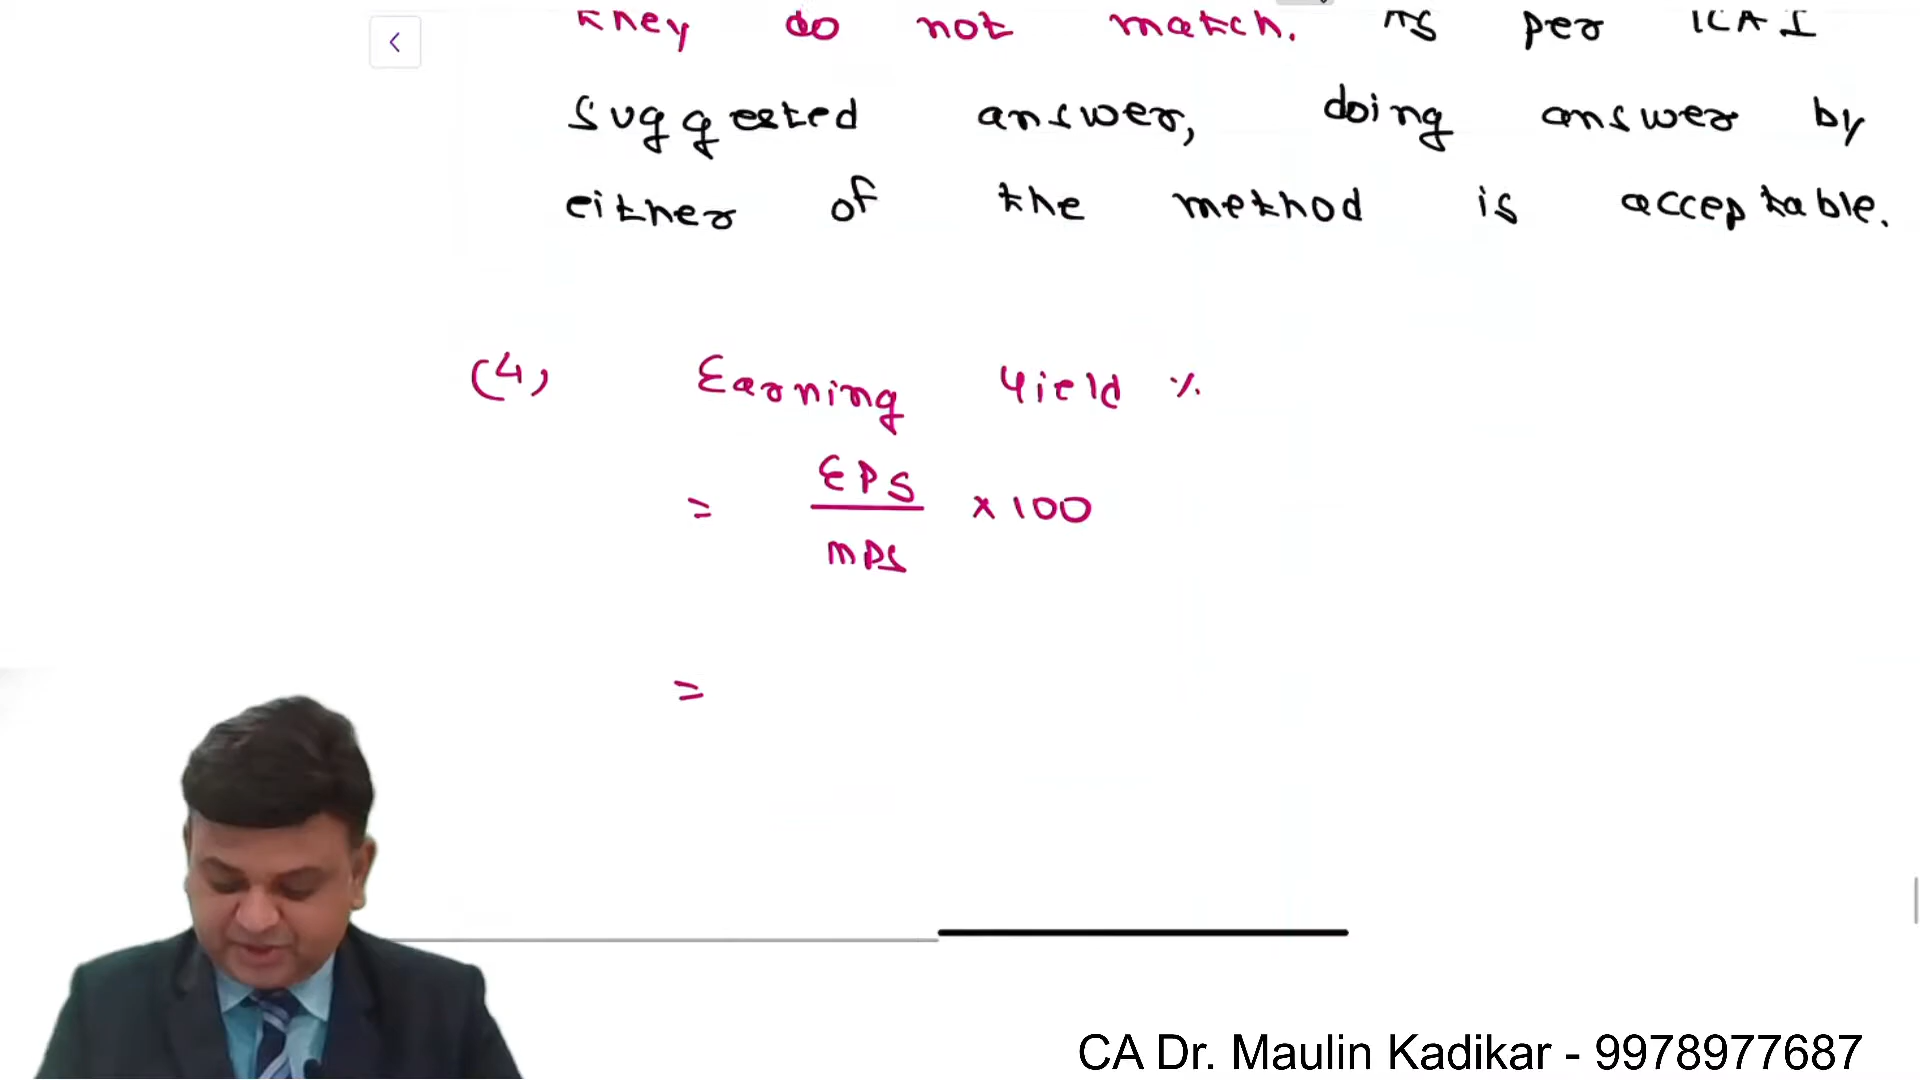 they do not match. As per ICAI
suggested answer, doing answer by
either of the method is acceptable.
(4) Earning Yield %
= EPS / MPS × 100
=
CA Dr. Maulin Kadikar - 9978977687